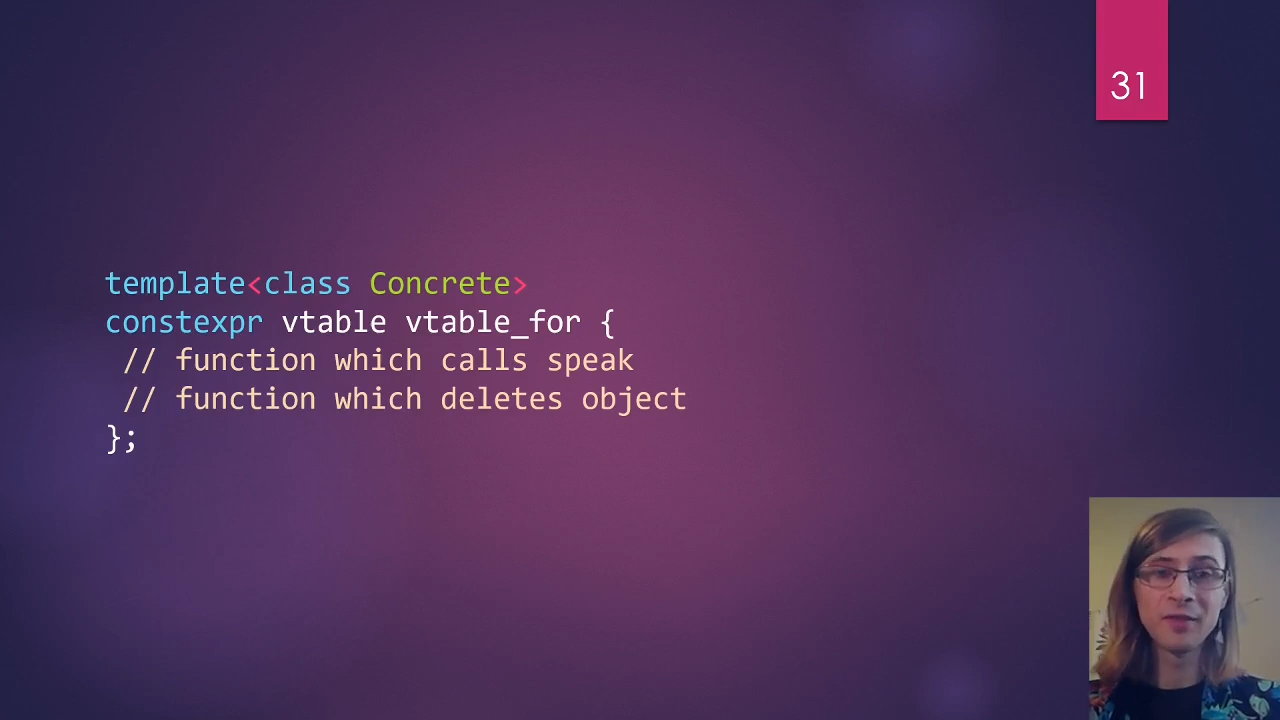 31
template<class Concrete>
constexpr vtable vtable_for {
 // function which calls speak
 // function which deletes object
};